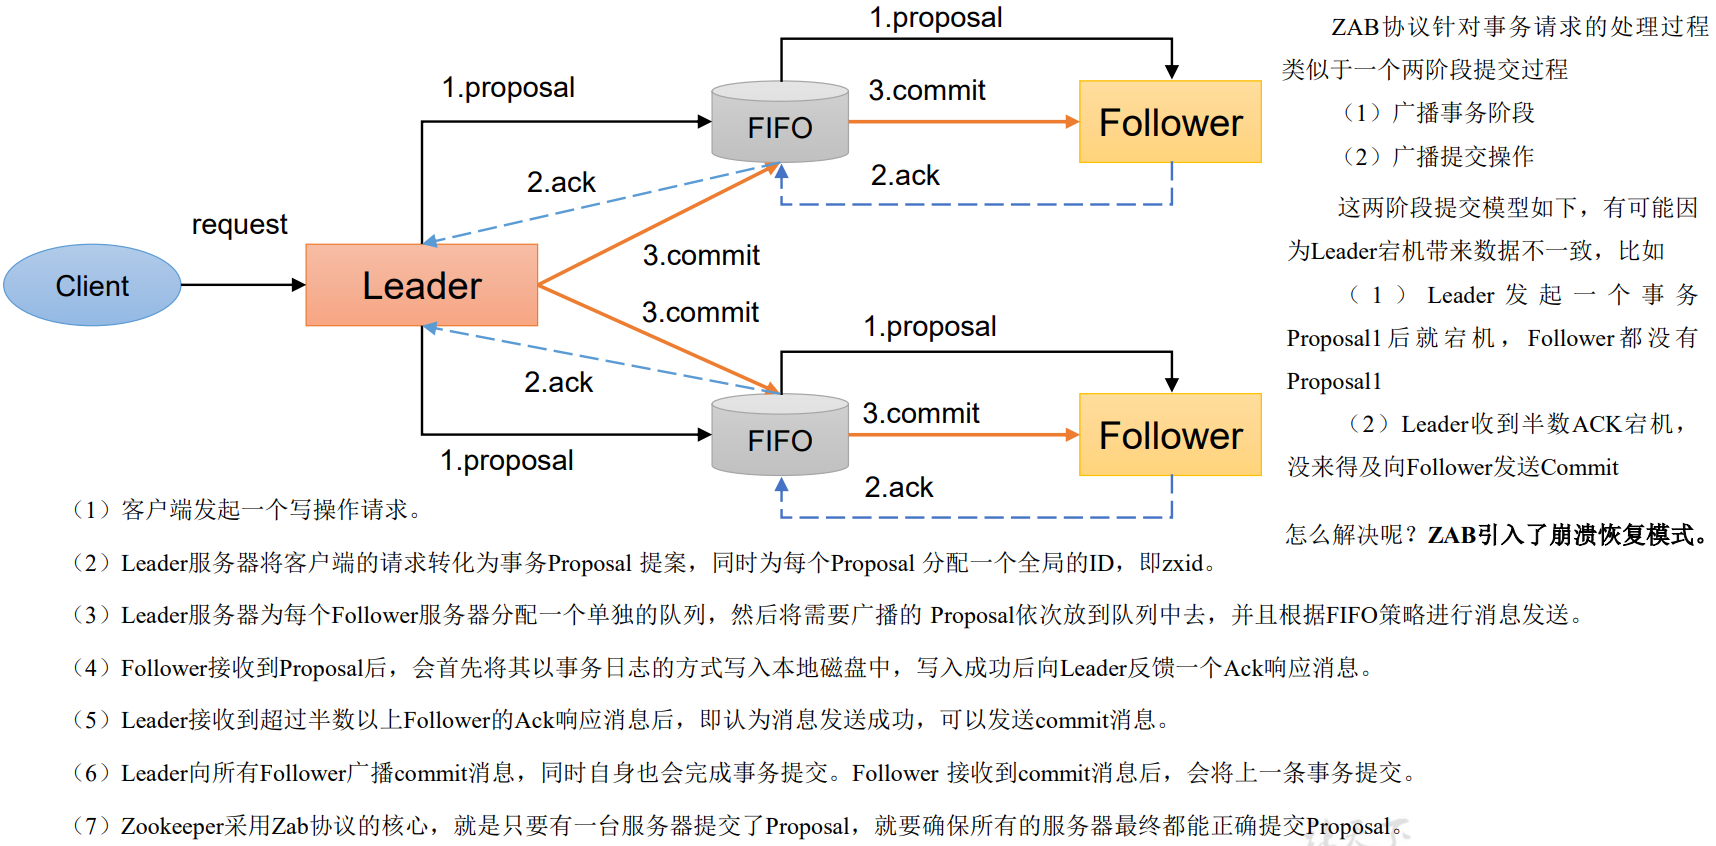 1.proposal
1.proposal
3.commit
FIFO
Follower
2.ack
2.ack
request
3.commit
Client
Leader
3.commit
1.proposal
2.ack
3.commit
FIFO
Follower
1.proposal
2.ack
ZAB协议针对事务请求的处理过程
类似于一个两阶段提交过程
（1）广播事务阶段
（2）广播提交操作
这两阶段提交模型如下，有可能因
为Leader宕机带来数据不一致，比如
（1）Leader发起一个事务
Proposal1后就宕机，Follower都没有
Proposal1
（2）Leader收到半数ACK宕机，
没来得及向Follower发送Commit
怎么解决呢？ZAB引入了崩溃恢复模式。
（1）客户端发起一个写操作请求。
（2）Leader服务器将客户端的请求转化为事务Proposal 提案，同时为每个Proposal 分配一个全局的ID，即zxid。
（3）Leader服务器为每个Follower服务器分配一个单独的队列，然后将需要广播的 Proposal依次放到队列中去，并且根据FIFO策略进行消息发送。
（4）Follower接收到Proposal后，会首先将其以事务日志的方式写入本地磁盘中，写入成功后向Leader反馈一个Ack响应消息。
（5）Leader接收到超过半数以上Follower的Ack响应消息后，即认为消息发送成功，可以发送commit消息。
（6）Leader向所有Follower广播commit消息，同时自身也会完成事务提交。Follower 接收到commit消息后，会将上一条事务提交。
（7）Zookeeper采用Zab协议的核心，就是只要有一台服务器提交了Proposal，就要确保所有的服务器最终都能正确提交Proposal。